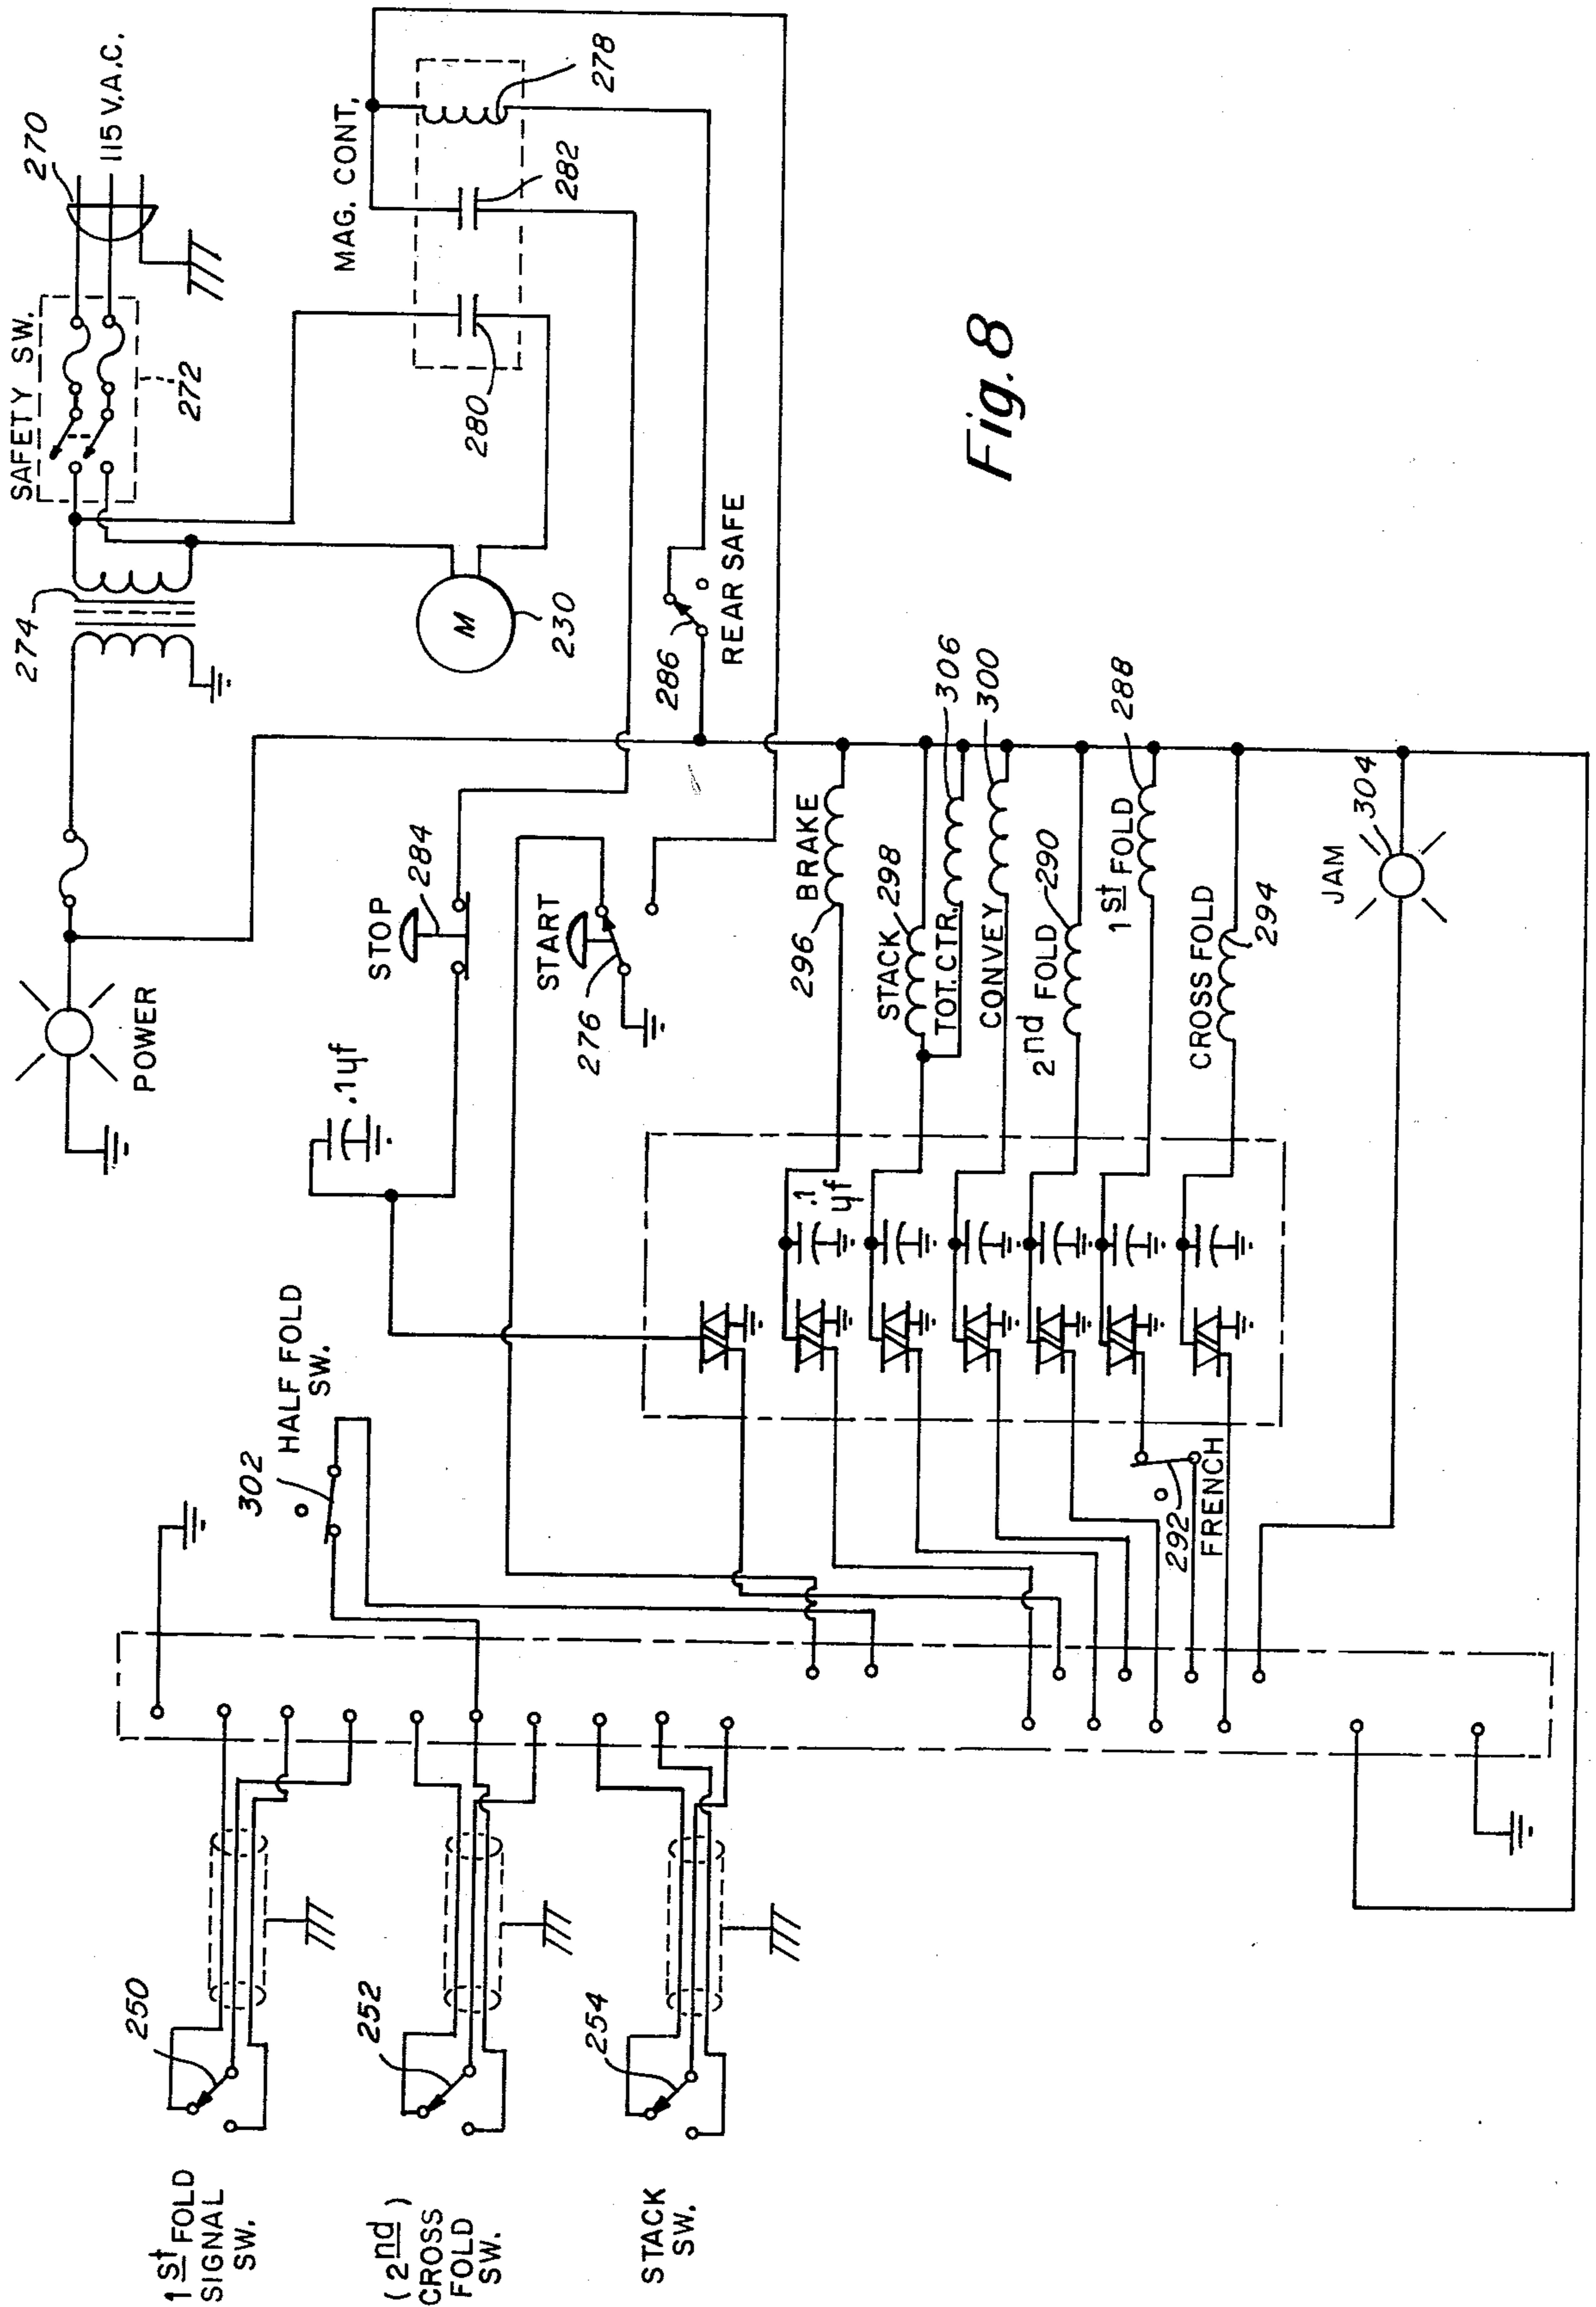 1st FOLD
SIGNAL
SW.
250
(2nd)
CROSS
FOLD
SW.
252
STACK
SW.
254
302
HALF FOLD
SW.
POWER
.1µf
274
SAFETY SW.
272
270
115 V.A.C.
MAG. CONT.
278
282
280
M
230
STOP
284
START
276
286
REAR SAFE
.1
µf
296
BRAKE
STACK
298
TOT. CTR.
306
CONVEY
300
2nd
FOLD
290
1st FOLD
288
CROSS FOLD
294
292
FRENCH
JAM
304
Fig. 8